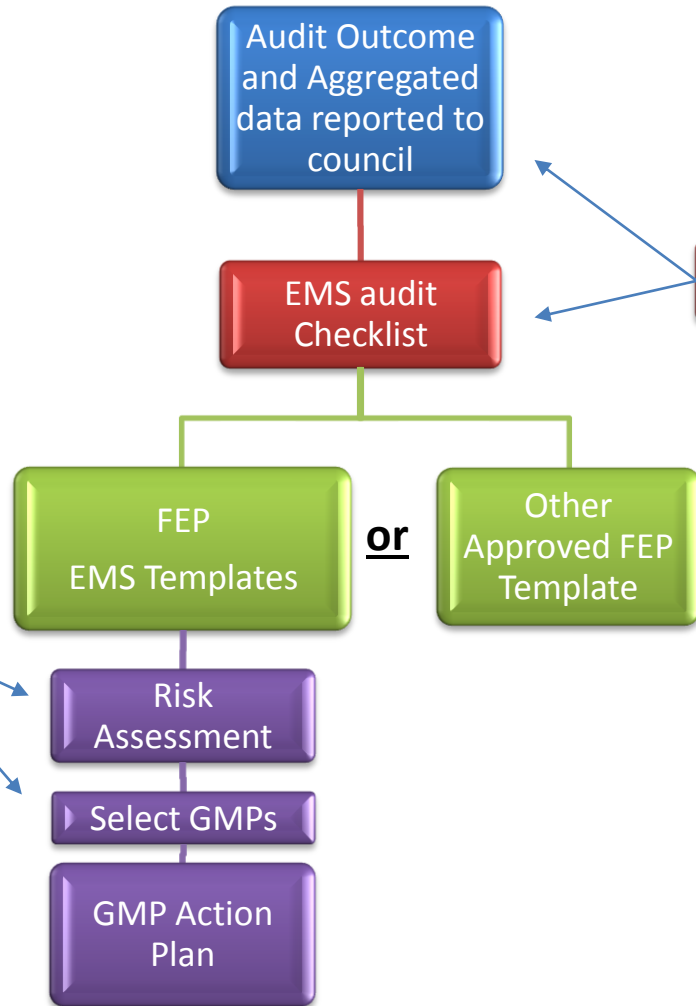 Audit Outcome
and Aggregated
data reported to
council
EMS audit
Checklist
FEP
EMS Templates
or
Other
Approved FEP
Template
Risk
Assessment
Select GMPs
GMP Action
Plan